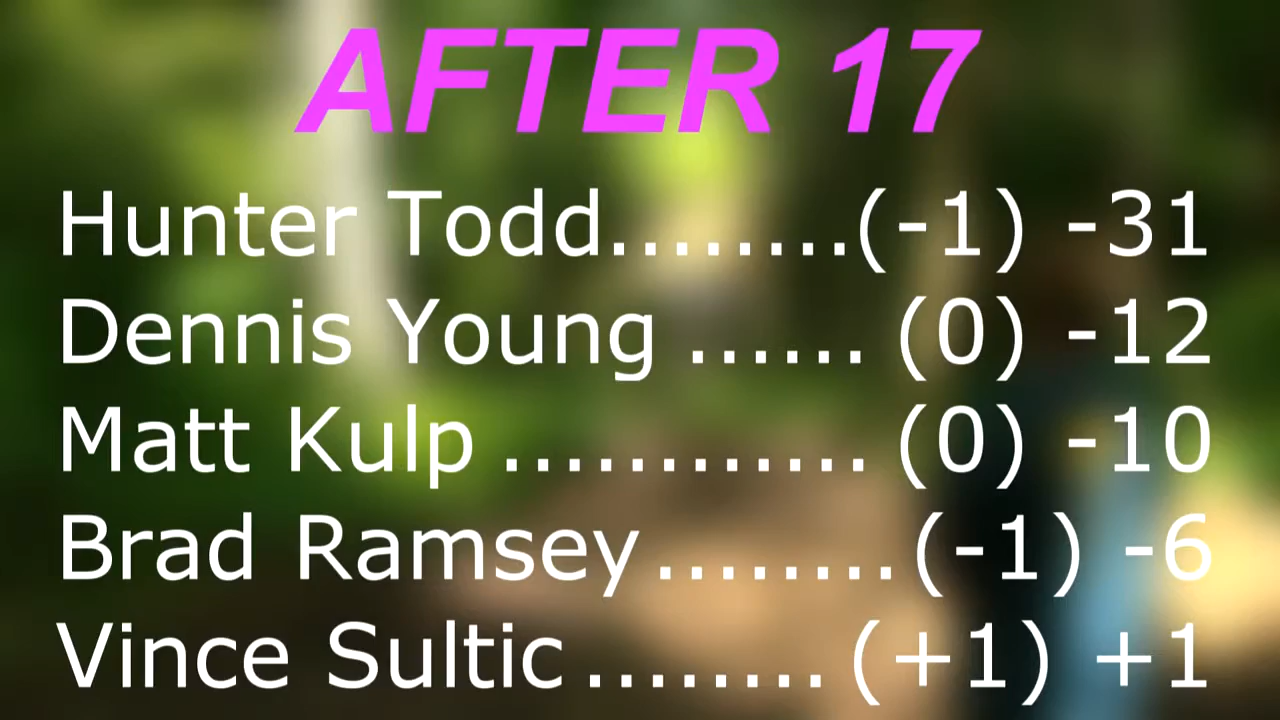 AFTER 17
Hunter Todd........(-1) -31
Dennis Young ...... (0) -12
Matt Kulp ............ (0) -10
Brad Ramsey ........ (-1) -6
Vince Sultic ........ (+1) +1